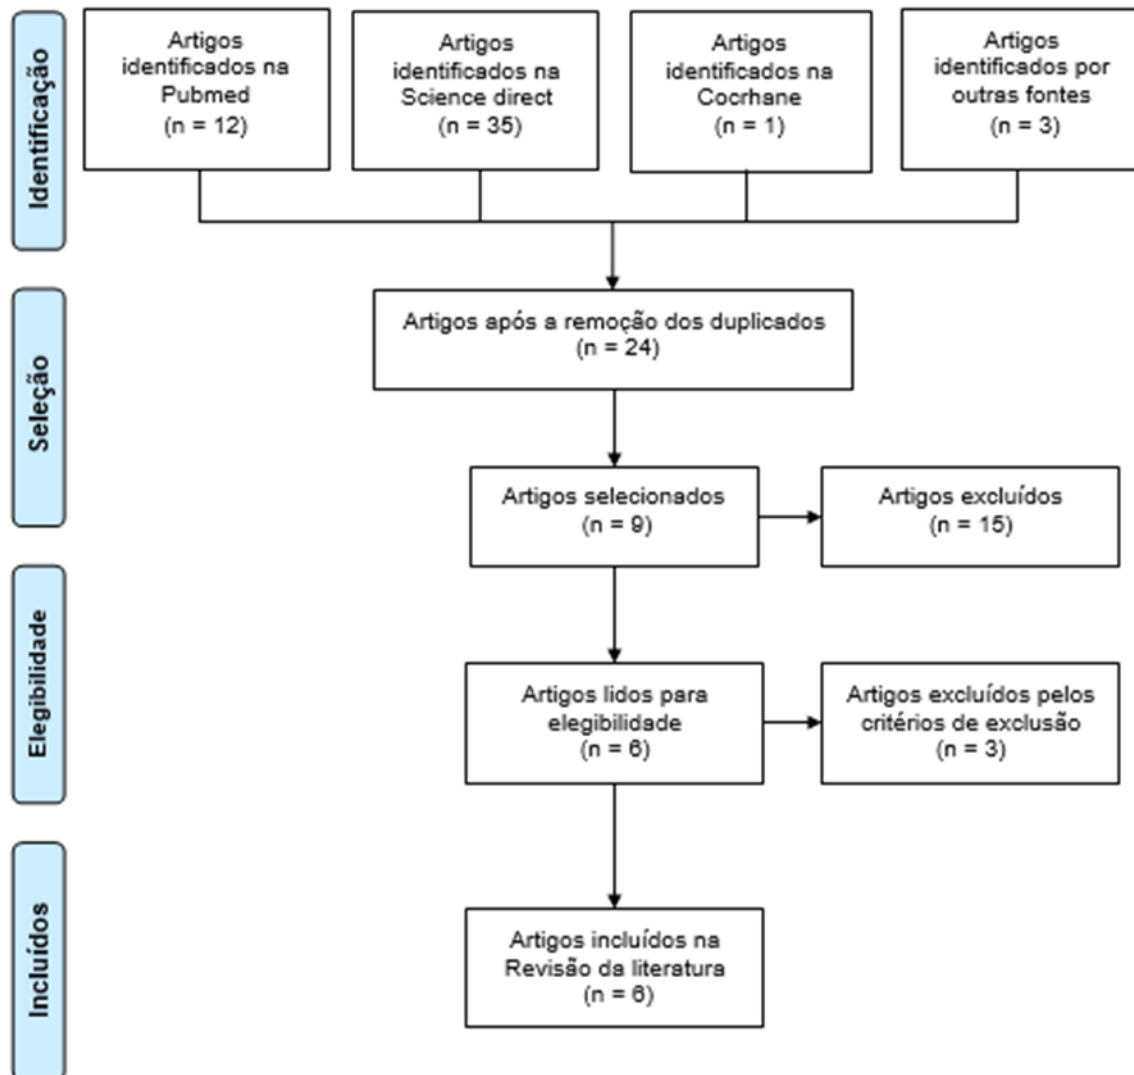 Identificação
Artigos
identificados na
Pubmed
(n = 12)
Artigos
identificados na
Science direct
(n = 35)
Artigos
identificados na
Cocrhane
(n = 1)
Artigos
identificados por
outras fontes
(n = 3)
Seleção
Artigos após a remoção dos duplicados
(n = 24)
Artigos selecionados
(n = 9)
Artigos excluídos
(n = 15)
Elegibilidade
Artigos lidos para
elegibilidade
(n = 6)
Artigos excluídos pelos
critérios de exclusão
(n = 3)
Incluídos
Artigos incluídos na
Revisão da literatura
(n = 6)